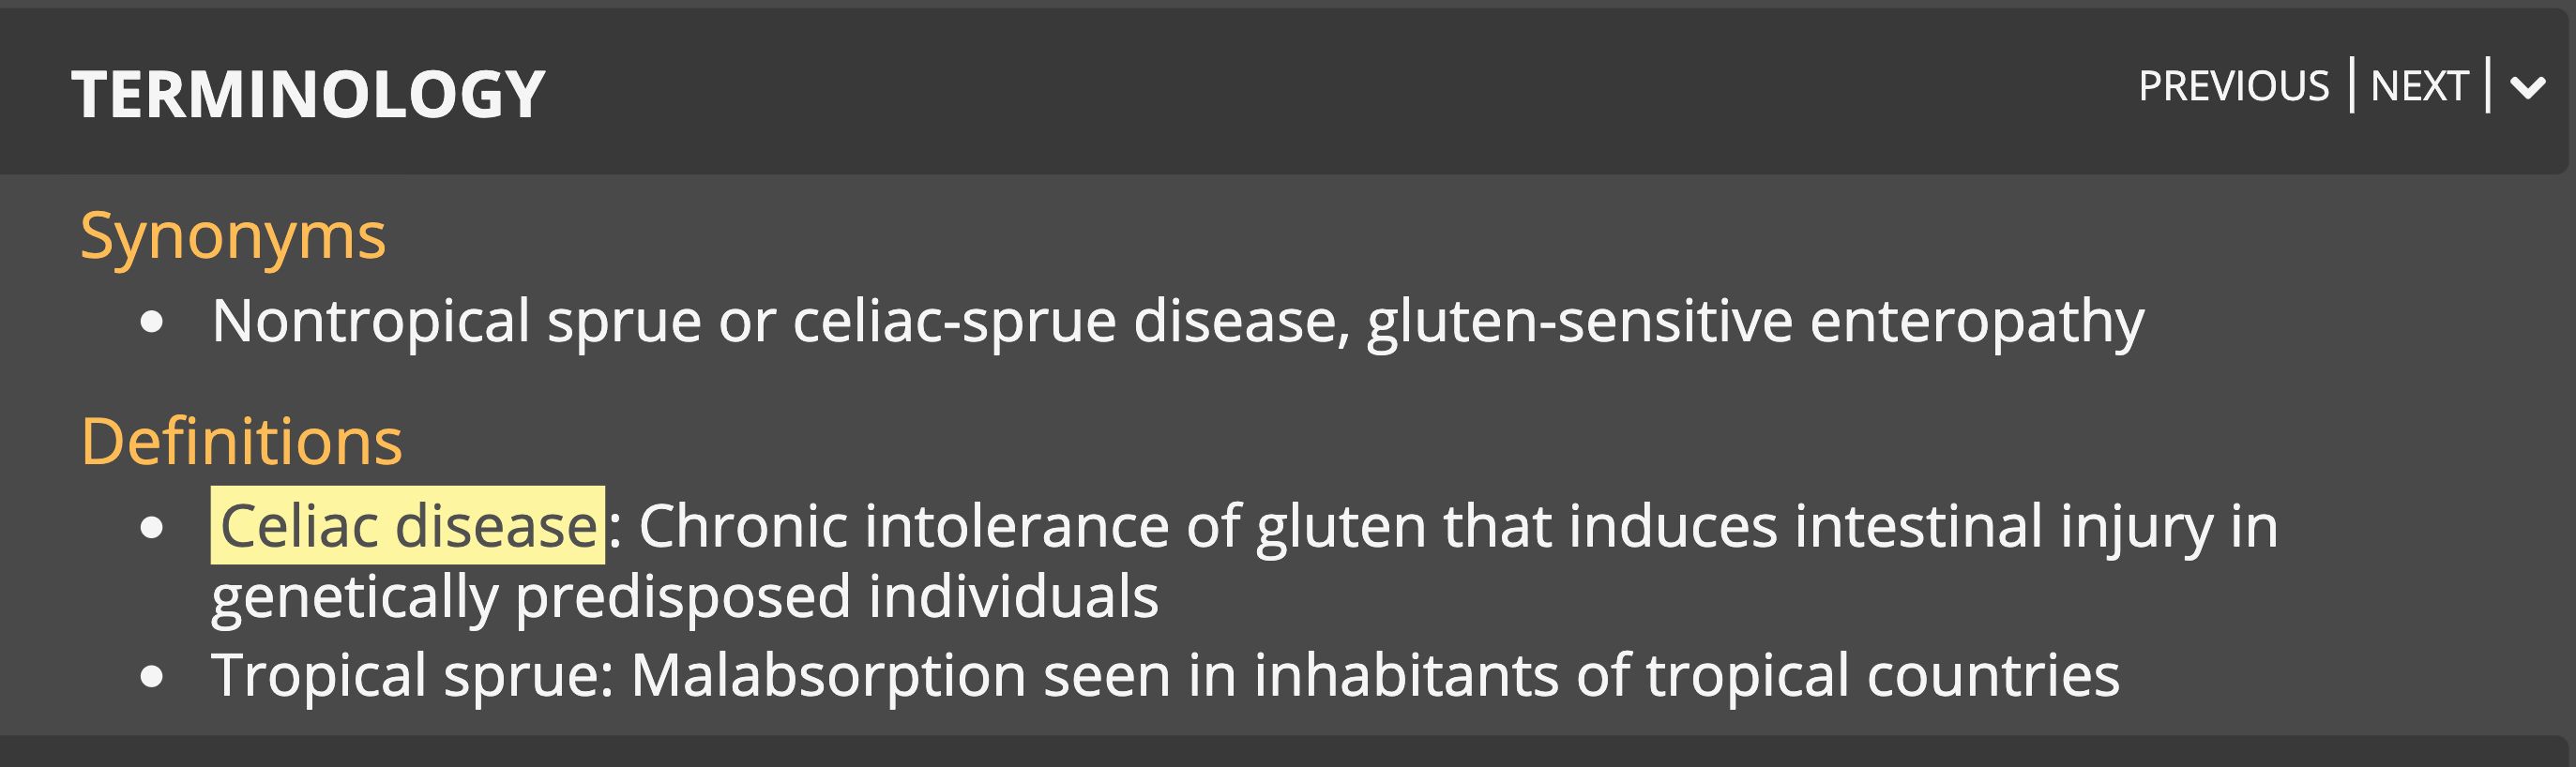 TERMINOLOGY
PREVIOUS | NEXT |
Synonyms
• Nontropical sprue or celiac-sprue disease, gluten-sensitive enteropathy
Definitions
• Celiac disease: Chronic intolerance of gluten that induces intestinal injury in
genetically predisposed individuals
• Tropical sprue: Malabsorption seen in inhabitants of tropical countries